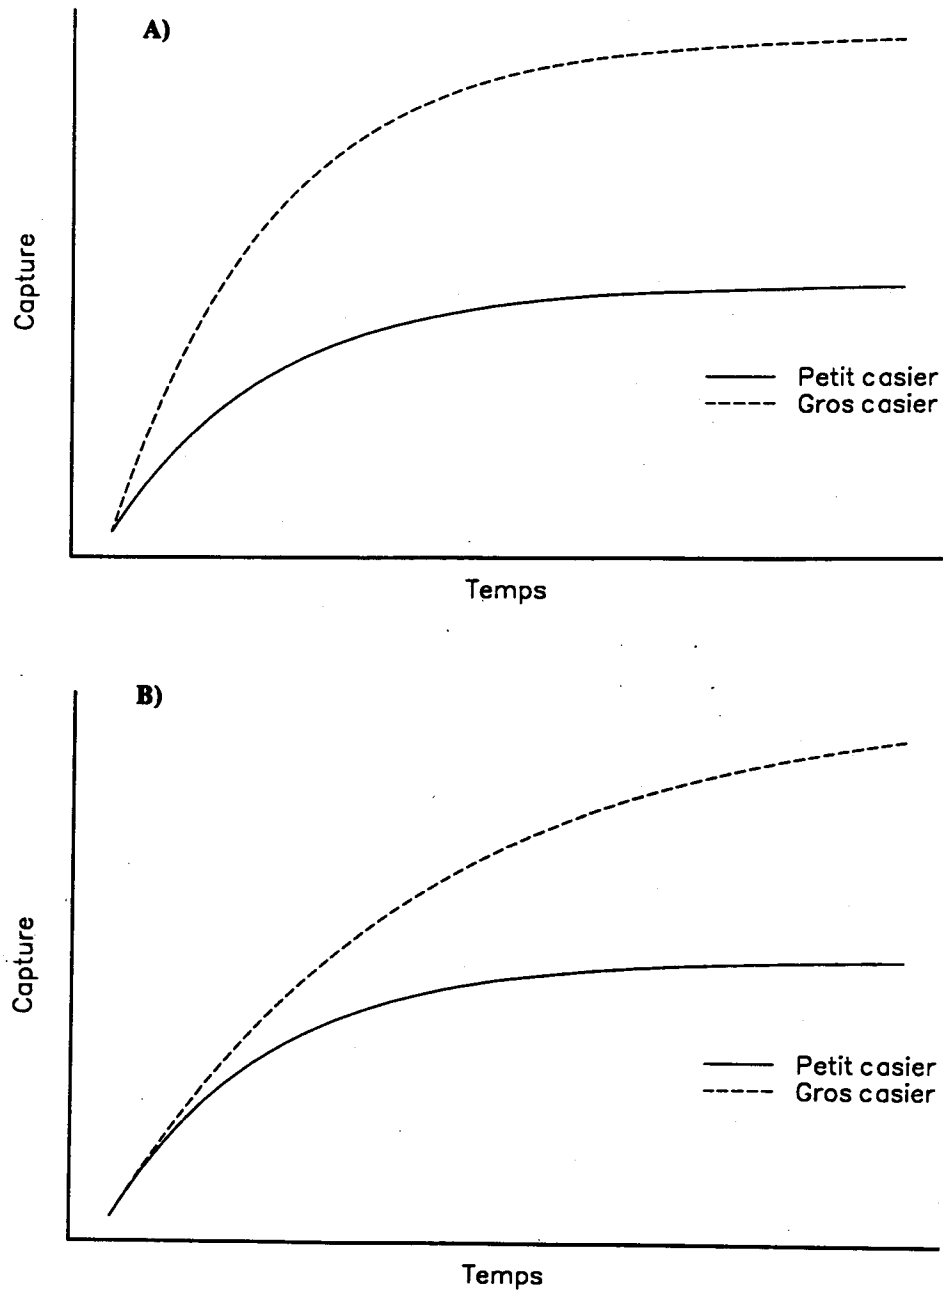 A)
Capture
Petit casier
Gros casier
Temps
B)
Capture
Petit casier
Gros casier
Temps